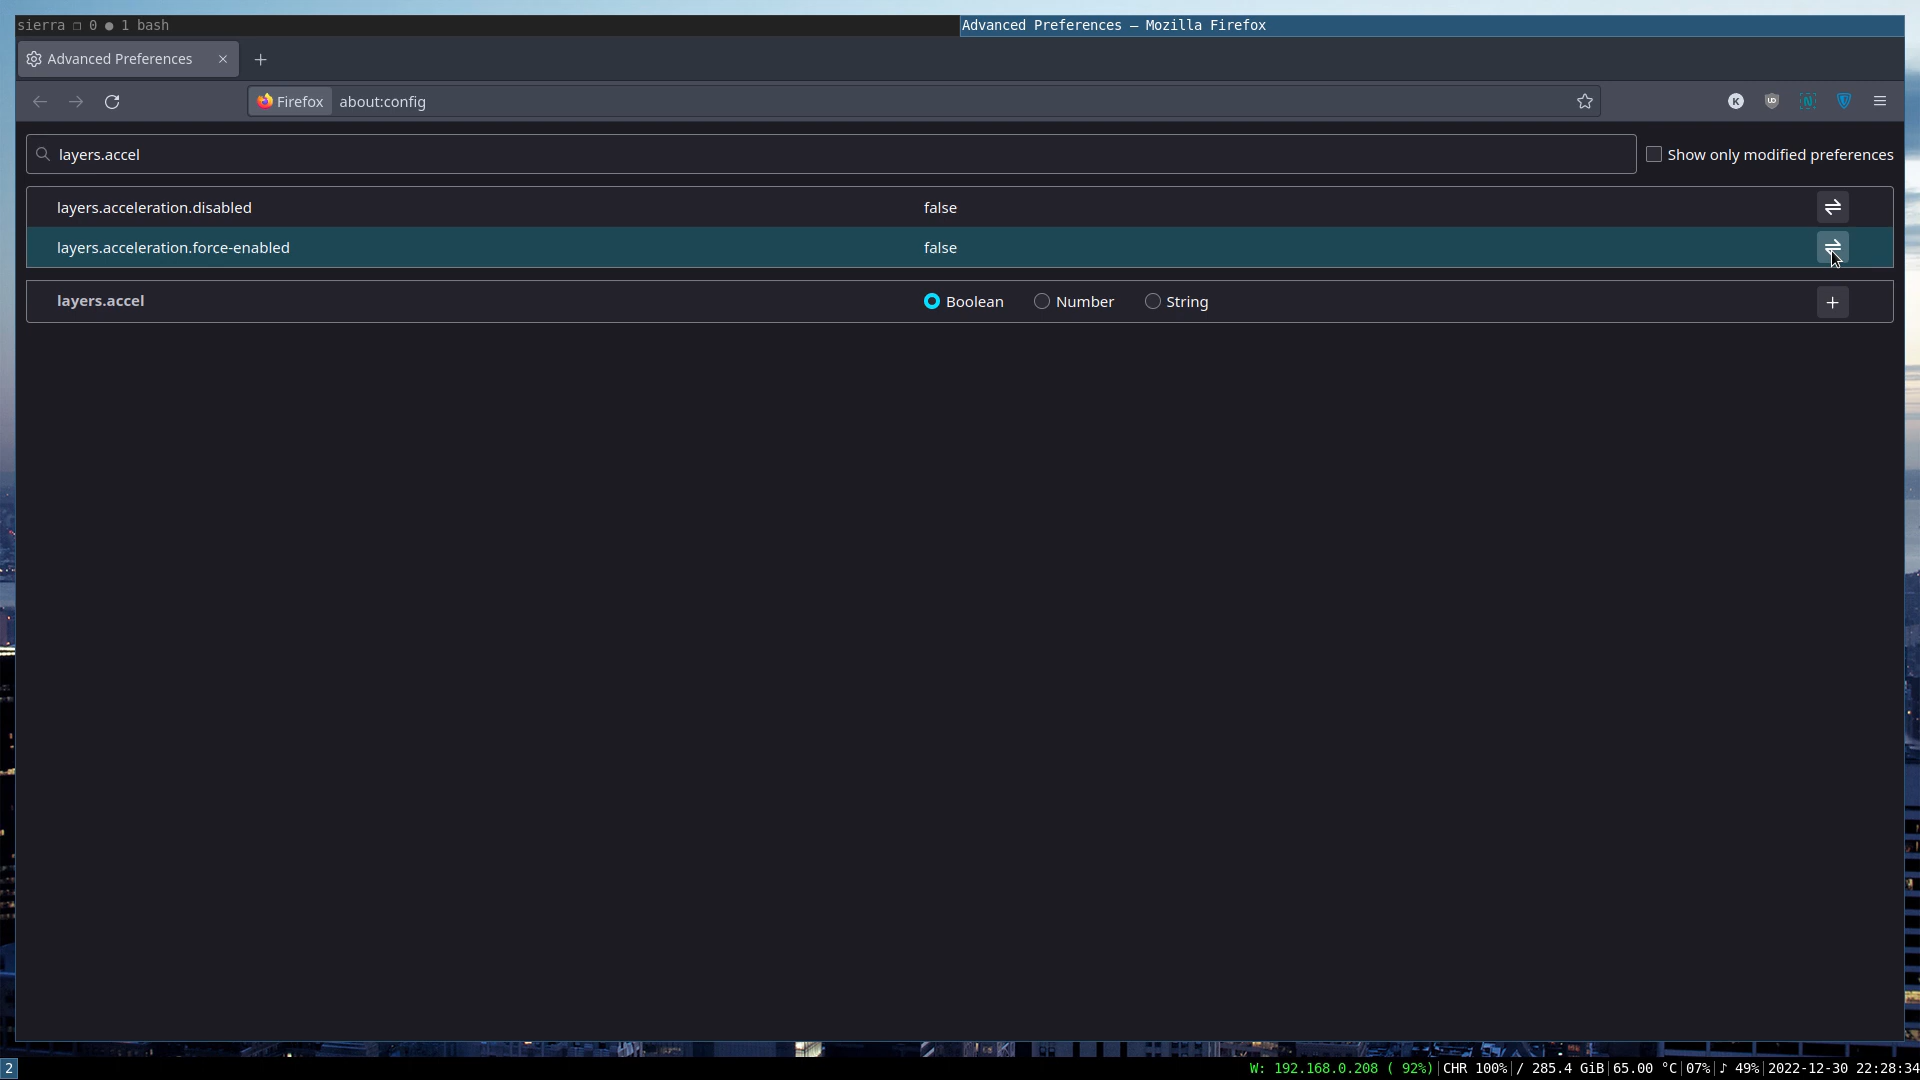 sierra ❐ 0 ● 1 bash
Advanced Preferences — Mozilla Firefox
Advanced Preferences
Firefox about:config
K UD N
layers.accel
Show only modified preferences
layers.acceleration.disabled false
layers.acceleration.force-enabled false
layers.accel Boolean Number String
2 W: 192.168.0.208 ( 92%)|CHR 100%|/ 285.4 GiB|65.00 °C|07%|♪ 49%|2022-12-30 22:28:34